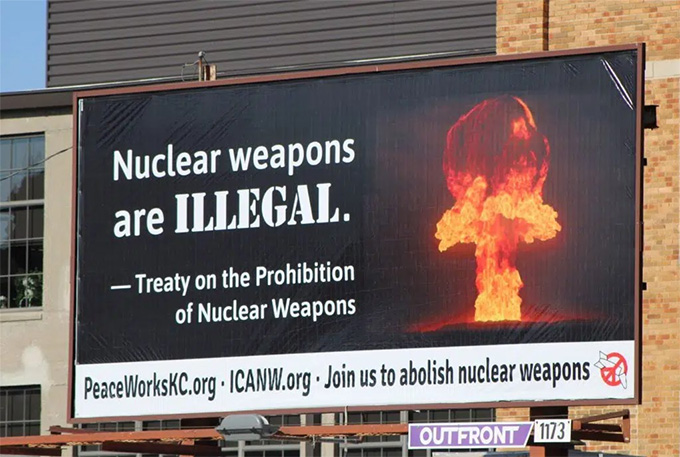 Nuclear weapons
are ILLEGAL.
— Treaty on the Prohibition
of Nuclear Weapons
PeaceWorksKC.org · ICANW.org · Join us to abolish nuclear weapons
OUTFRONT 1173